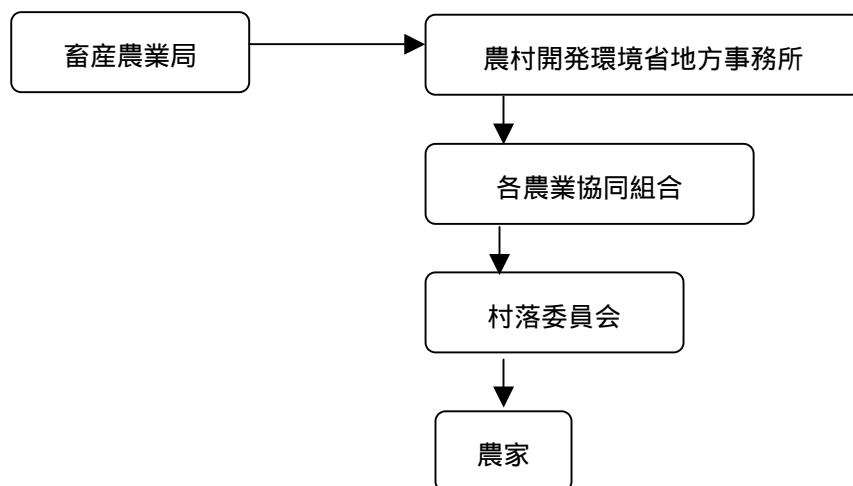 畜産農業局
農村開発環境省地方事務所
各農業協同組合
村落委員会
農家